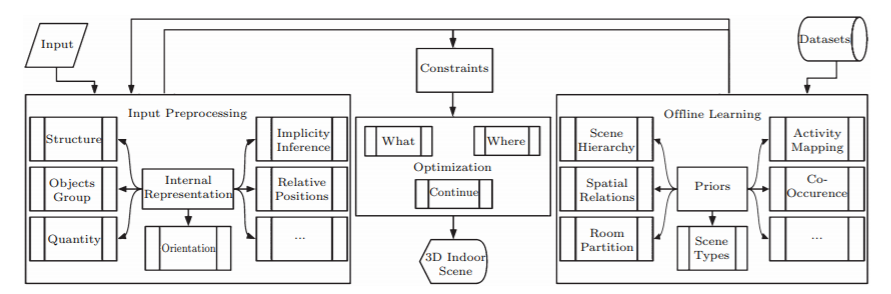 Input
Datasets
Constraints
Input Preprocessing
Structure
Implicity
Inference
Objects
Group
Internal
Representation
Relative
Positions
Quantity
Orientation
...
What
Where
Optimization
Continue
3D Indoor
Scene
Offline Learning
Scene
Hierarchy
Activity
Mapping
Spatial
Relations
Priors
Co-
Occurence
Room
Partition
Scene
Types
...